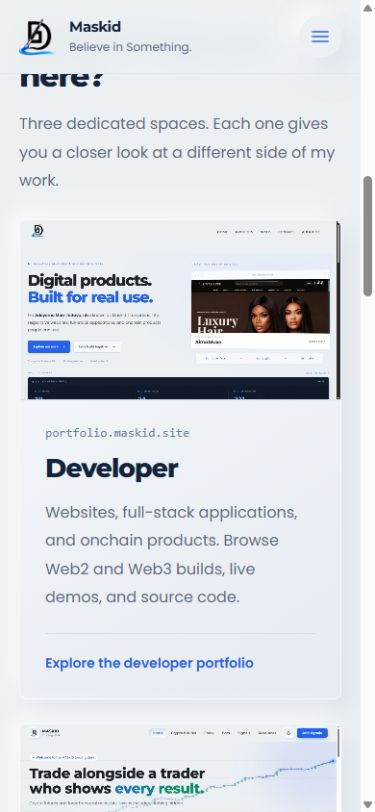 Maskid
Believe in Something.
here?
Three dedicated spaces. Each one gives
you a closer look at a different side of my
work.
Digital products.
Built for real use.
Luxury
Hair
portfolio.maskid.site
Developer
Websites, full-stack applications,
and onchain products. Browse
Web2 and Web3 builds, live
demos, and source code.
Explore the developer portfolio
MASKID
Trade alongside a trader
who shows every result.